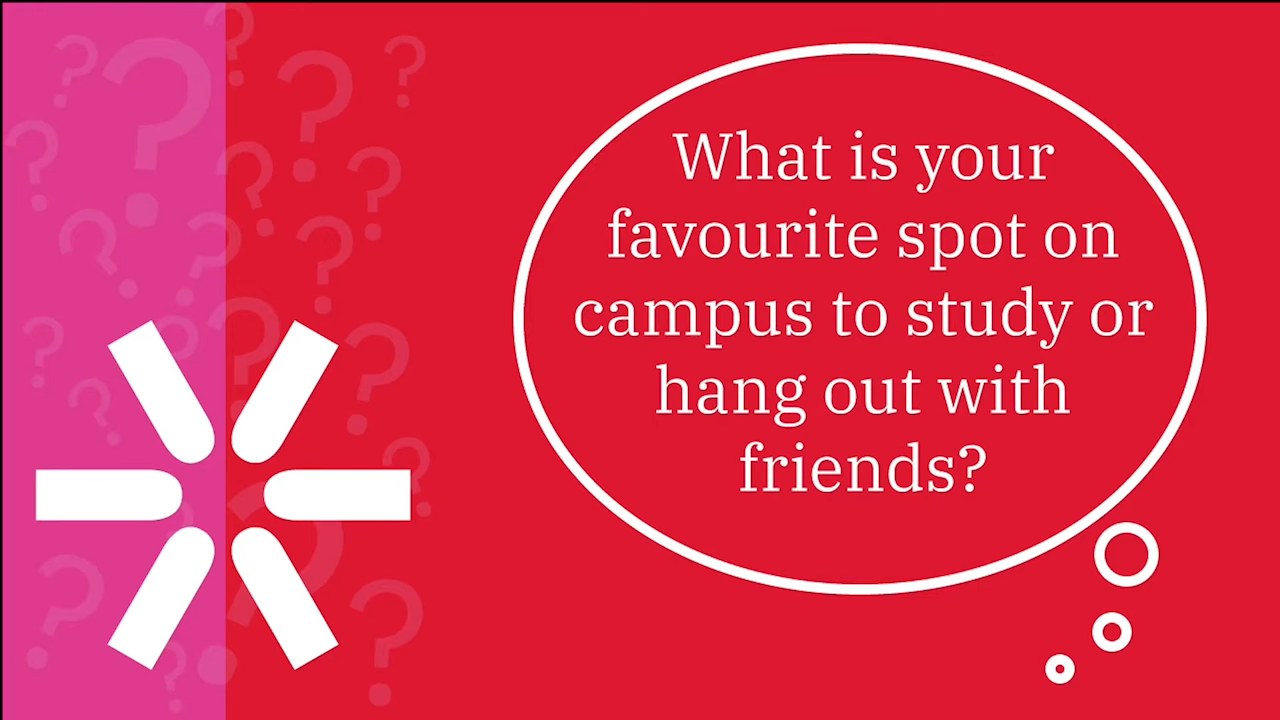 What is your
favourite spot on
campus to study or
hang out with
friends?